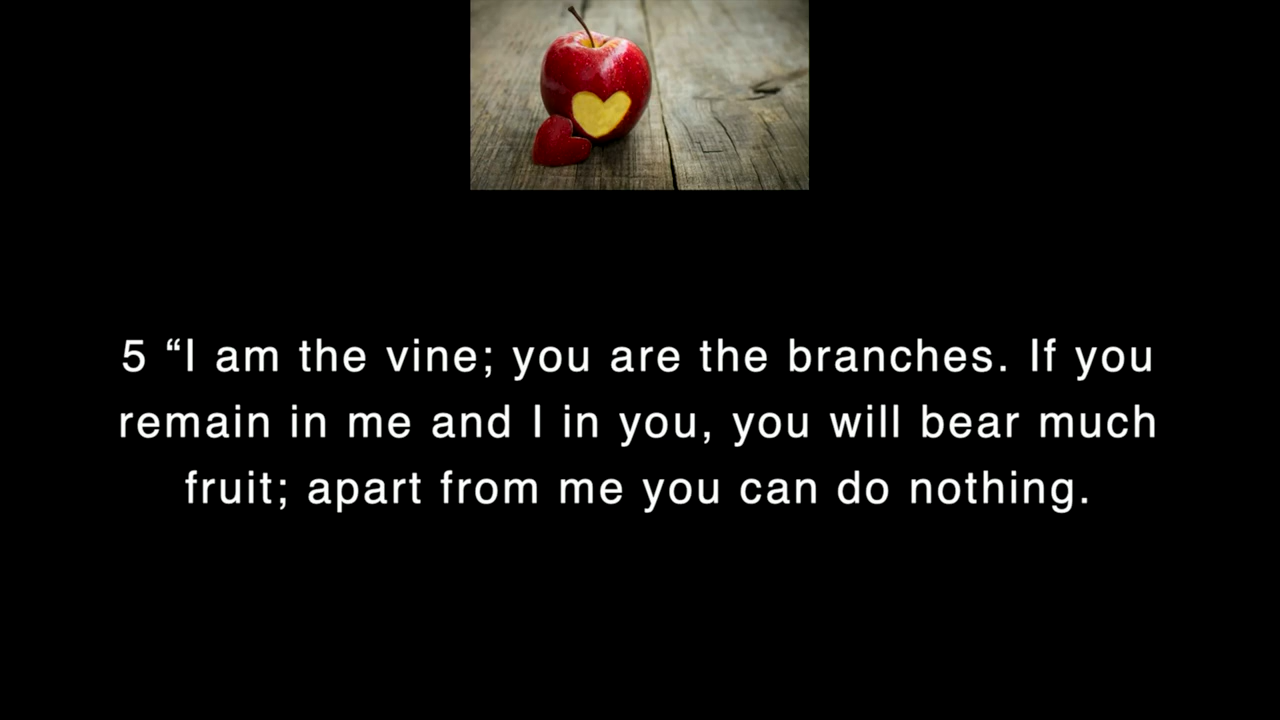 5 “I am the vine; you are the branches. If you
remain in me and I in you, you will bear much
fruit; apart from me you can do nothing.